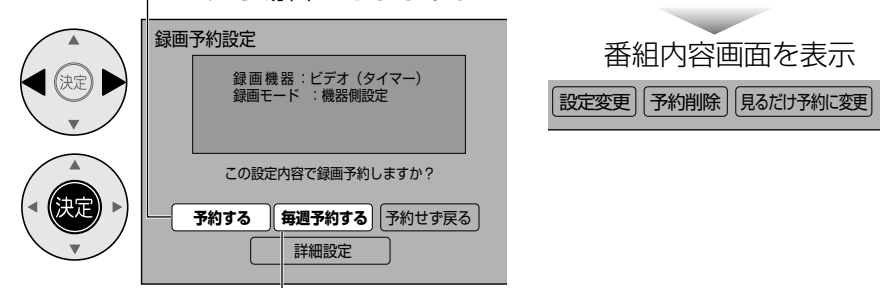 録画予約設定
決定
録画機器：ビデオ（タイマー）
録画モード ：機器側設定
この設定内容で録画予約しますか？
決定
予約する 毎週予約する 予約せず戻る
詳細設定
番組内容画面を表示
設定変更 予約削除 見るだけ予約に変更